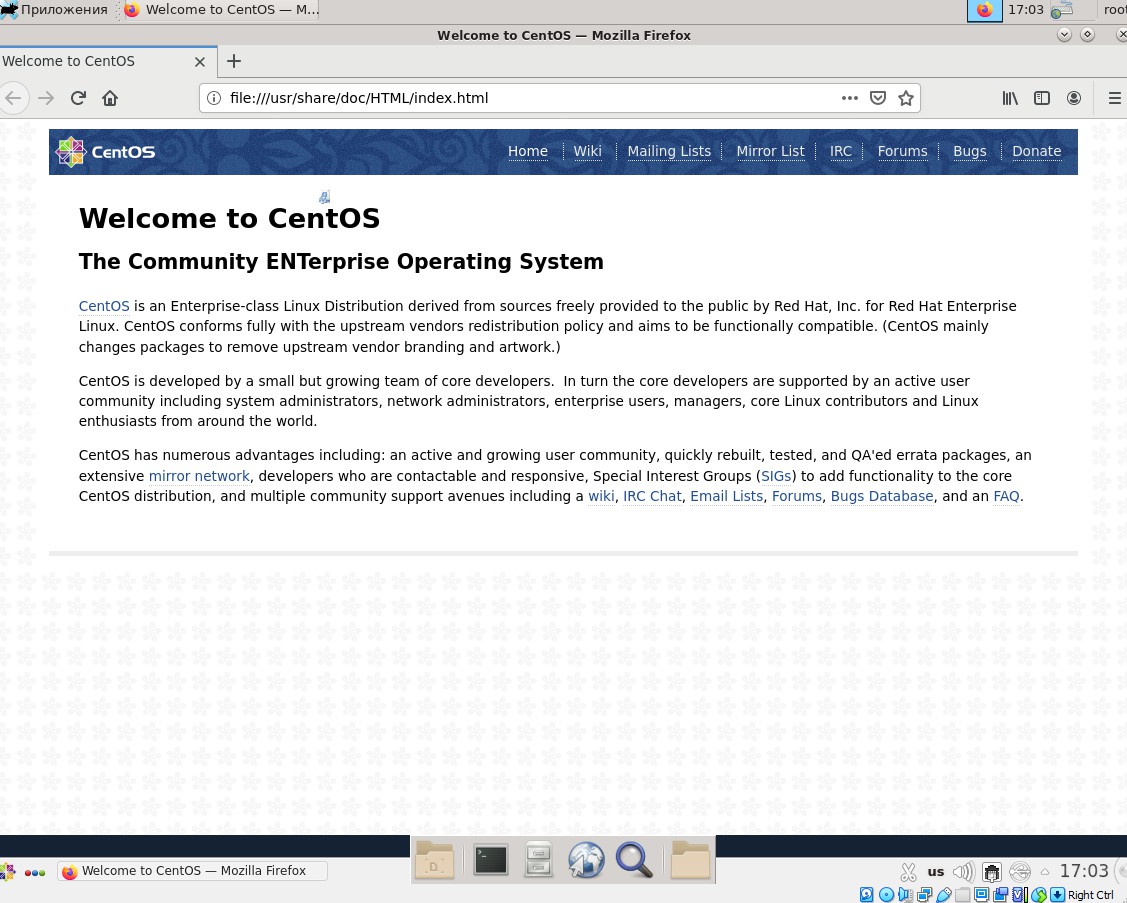 Приложения
Welcome to CentOS — M...
17:03
root
Welcome to CentOS — Mozilla Firefox
Welcome to CentOS
file:///usr/share/doc/HTML/index.html
CentOS
Home
Wiki
Mailing Lists
Mirror List
IRC
Forums
Bugs
Donate
Welcome to CentOS
The Community ENTerprise Operating System
CentOS is an Enterprise-class Linux Distribution derived from sources freely provided to the public by Red Hat, Inc. for Red Hat Enterprise
Linux. CentOS conforms fully with the upstream vendors redistribution policy and aims to be functionally compatible. (CentOS mainly
changes packages to remove upstream vendor branding and artwork.)
CentOS is developed by a small but growing team of core developers.  In turn the core developers are supported by an active user
community including system administrators, network administrators, enterprise users, managers, core Linux contributors and Linux
enthusiasts from around the world.
CentOS has numerous advantages including: an active and growing user community, quickly rebuilt, tested, and QA'ed errata packages, an
extensive mirror network, developers who are contactable and responsive, Special Interest Groups (SIGs) to add functionality to the core
CentOS distribution, and multiple community support avenues including a wiki, IRC Chat, Email Lists, Forums, Bugs Database, and an FAQ.
Welcome to CentOS — Mozilla Firefox
us
17:03
Right Ctrl